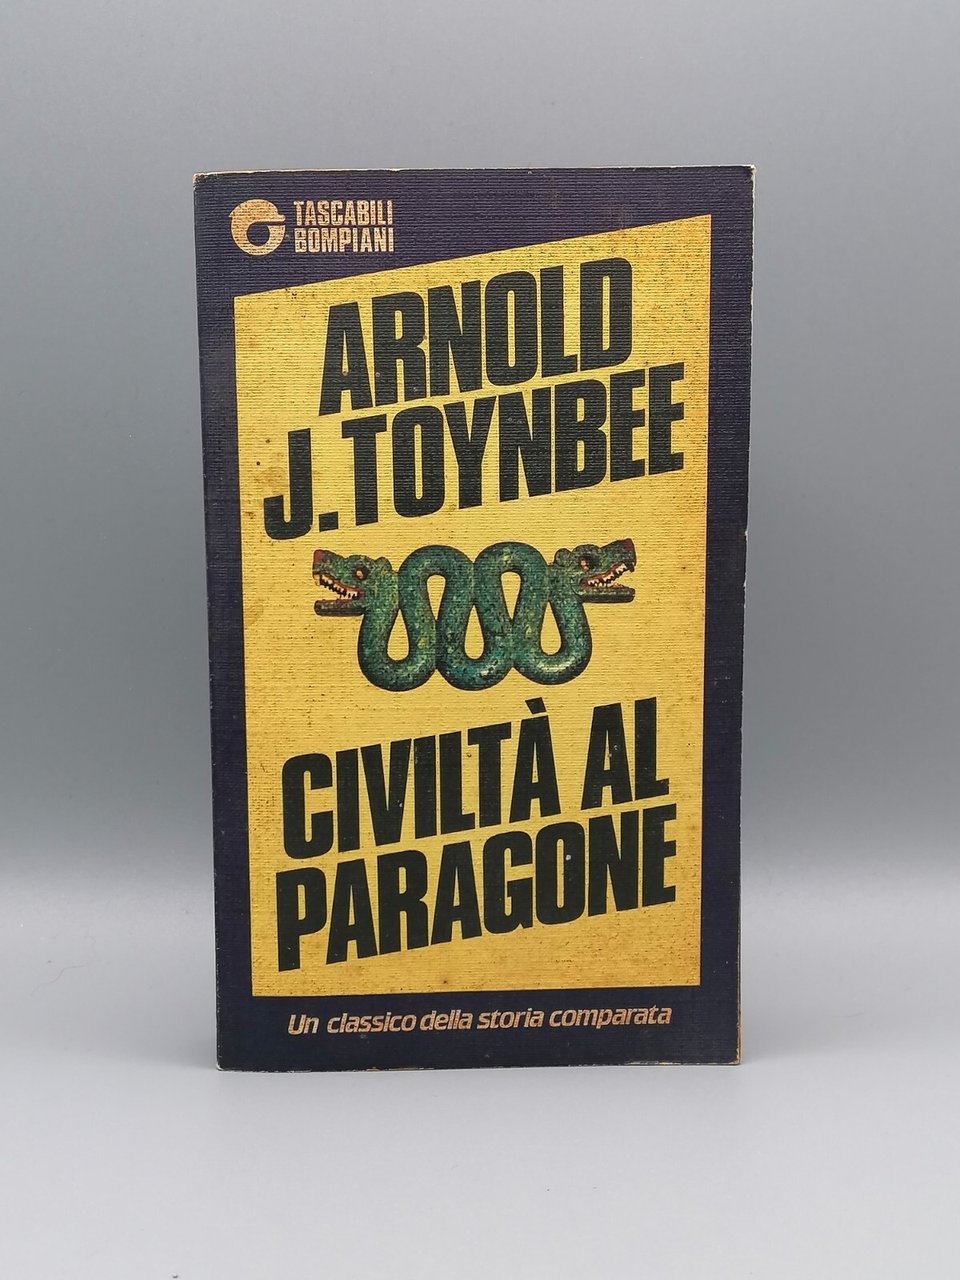 TASCABILI
BOMPIANI
ARNOLD
J. TOYNBEE
CIVILTÀ AL
PARAGONE
Un classico della storia comparata